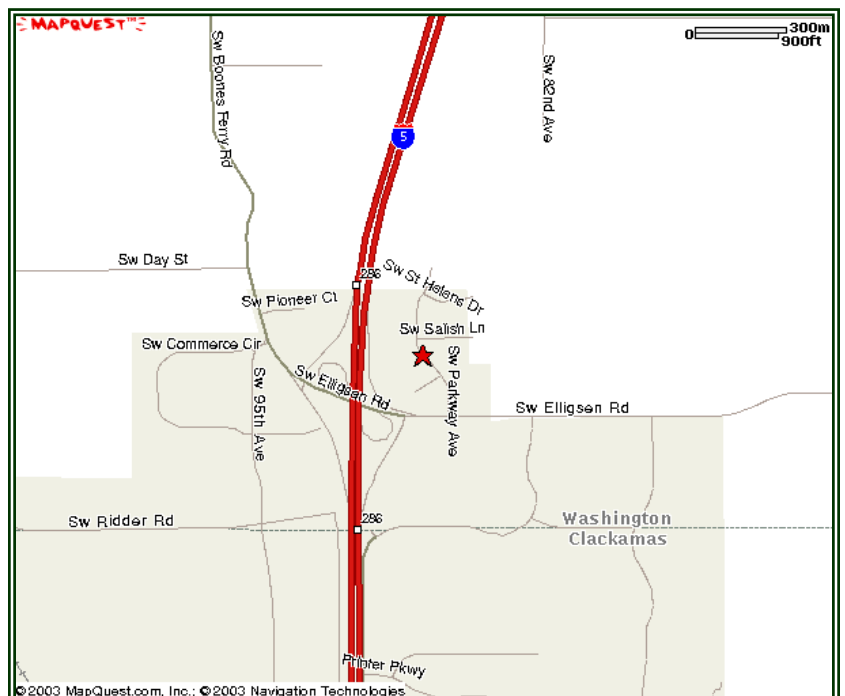 MAPQUEST™
0 300m
900ft
Sw Boones Ferry Rd
Sw 82nd Ave
5
Sw Day St
286
Sw St Helens Dr
Sw Pioneer Ct
Sw Salish Ln
Sw Commerce Cir
Sw Elligsen Rd
Sw 95th Ave
Sw Parkway Ave
Sw Elligsen Rd
Sw Ridder Rd
286
Washington
Clackamas
Printer Pkwy
©2003 MapQuest.com, Inc.; ©2003 Navigation Technologies